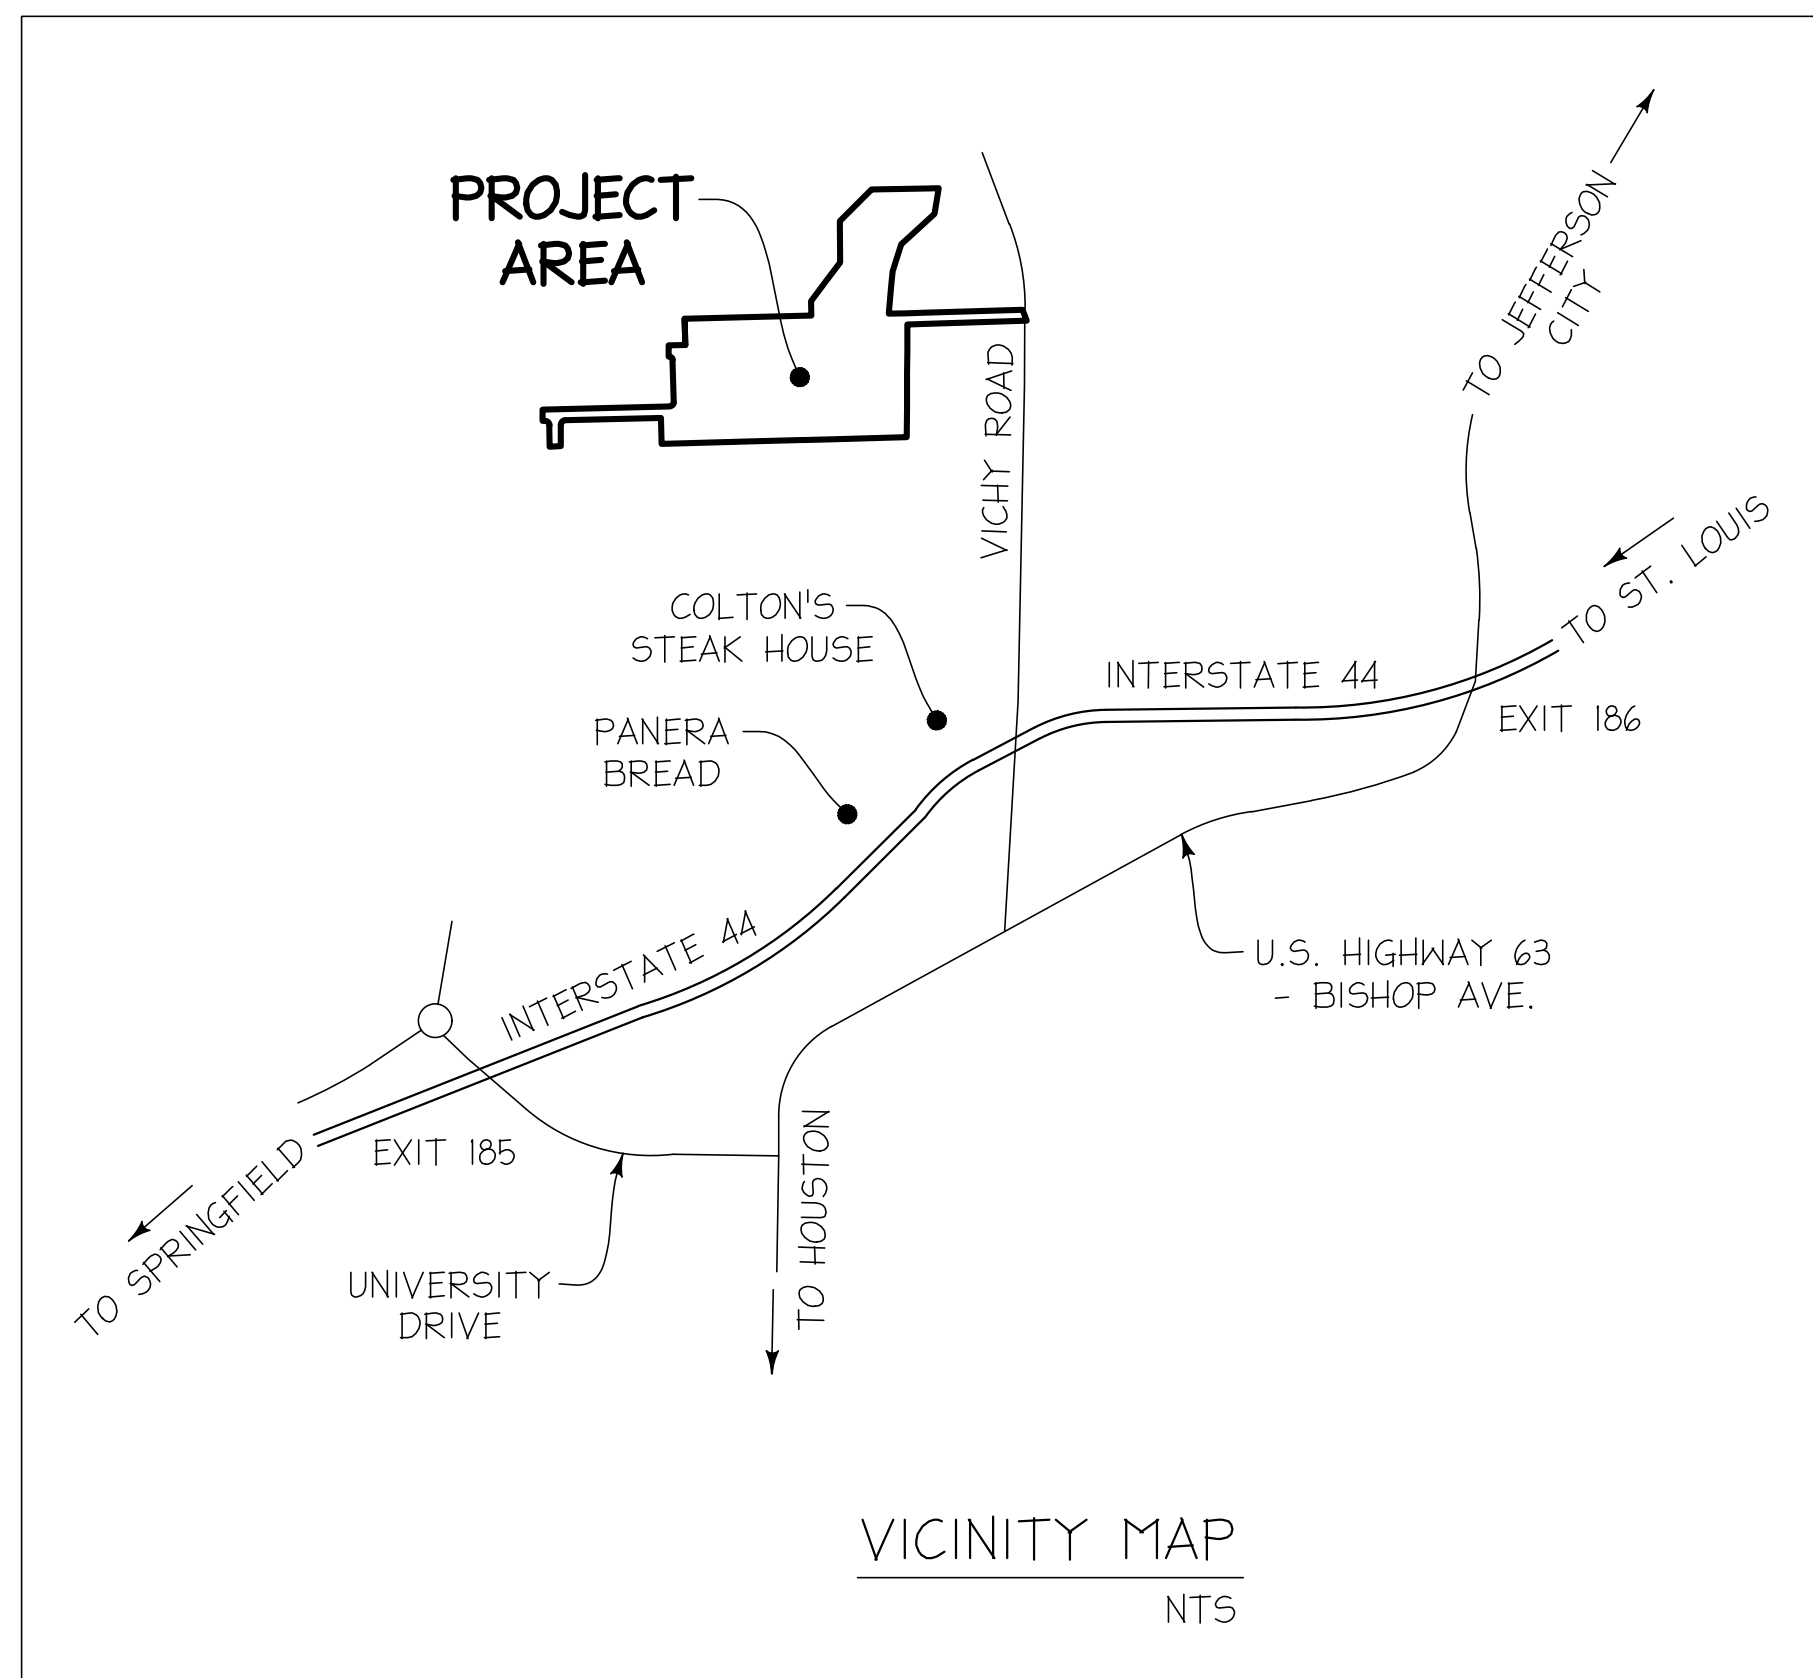 PROJECT
AREA
TO JEFFERSON
CITY
VICHY ROAD
TO ST. LOUIS
COLTON'S
STEAK HOUSE
INTERSTATE 44
EXIT 186
PANERA
BREAD
INTERSTATE 44
U.S. HIGHWAY 63
- BISHOP AVE.
EXIT 185
TO SPRINGFIELD
TO HOUSTON
UNIVERSITY
DRIVE
VICINITY MAP
NTS